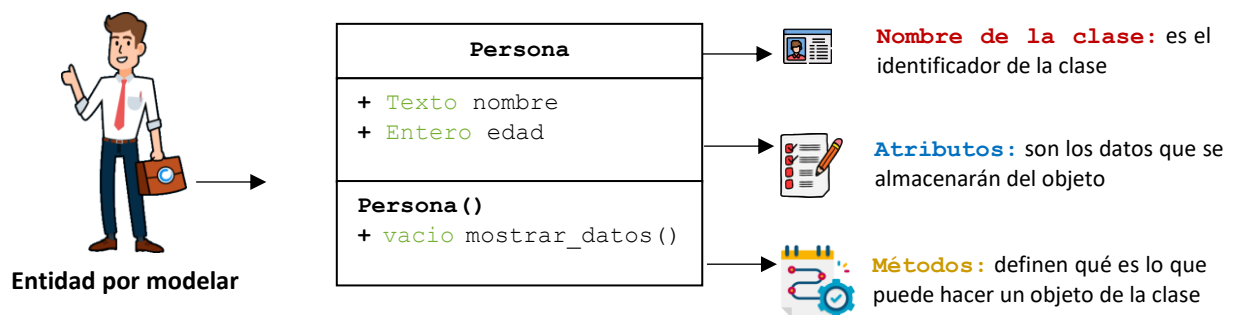 Persona
+ Texto nombre
+ Entero edad
Persona()
+ vacio mostrar_datos()
Entidad por modelar
Nombre de la clase: es el
identificador de la clase
Atributos: son los datos que se
almacenarán del objeto
Métodos: definen qué es lo que
puede hacer un objeto de la clase